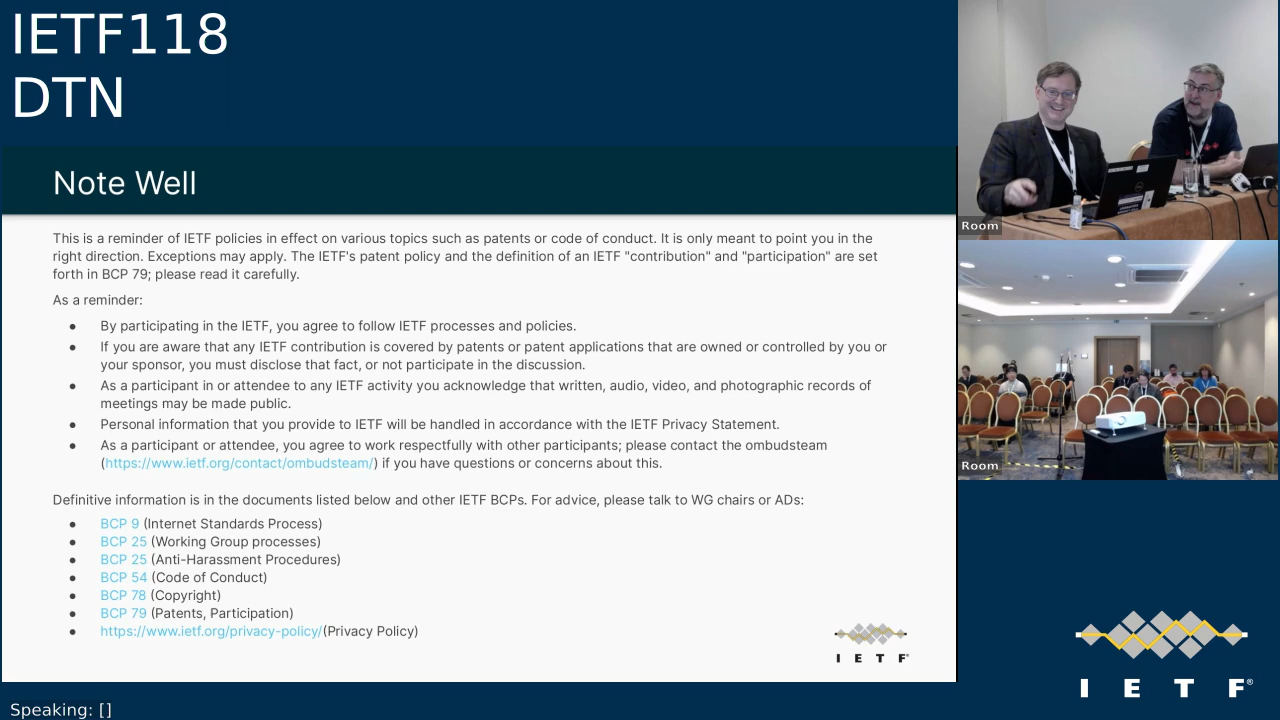 IETF118
DTN
Note Well
This is a reminder of IETF policies in effect on various topics such as patents or code of conduct. It is only meant to point you in the
right direction. Exceptions may apply. The IETF's patent policy and the definition of an IETF "contribution" and "participation" are set
forth in BCP 79; please read it carefully.
As a reminder:
● By participating in the IETF, you agree to follow IETF processes and policies.
● If you are aware that any IETF contribution is covered by patents or patent applications that are owned or controlled by you or
your sponsor, you must disclose that fact, or not participate in the discussion.
● As a participant in or attendee to any IETF activity you acknowledge that written, audio, video, and photographic records of
meetings may be made public.
● Personal information that you provide to IETF will be handled in accordance with the IETF Privacy Statement.
● As a participant or attendee, you agree to work respectfully with other participants; please contact the ombudsteam
(https://www.ietf.org/contact/ombudsteam/) if you have questions or concerns about this.
Definitive information is in the documents listed below and other IETF BCPs. For advice, please talk to WG chairs or ADs:
● BCP 9 (Internet Standards Process)
● BCP 25 (Working Group processes)
● BCP 25 (Anti-Harassment Procedures)
● BCP 54 (Code of Conduct)
● BCP 78 (Copyright)
● BCP 79 (Patents, Participation)
● https://www.ietf.org/privacy-policy/(Privacy Policy)
I E T F®
Room
Room
I E T F®
Speaking: []